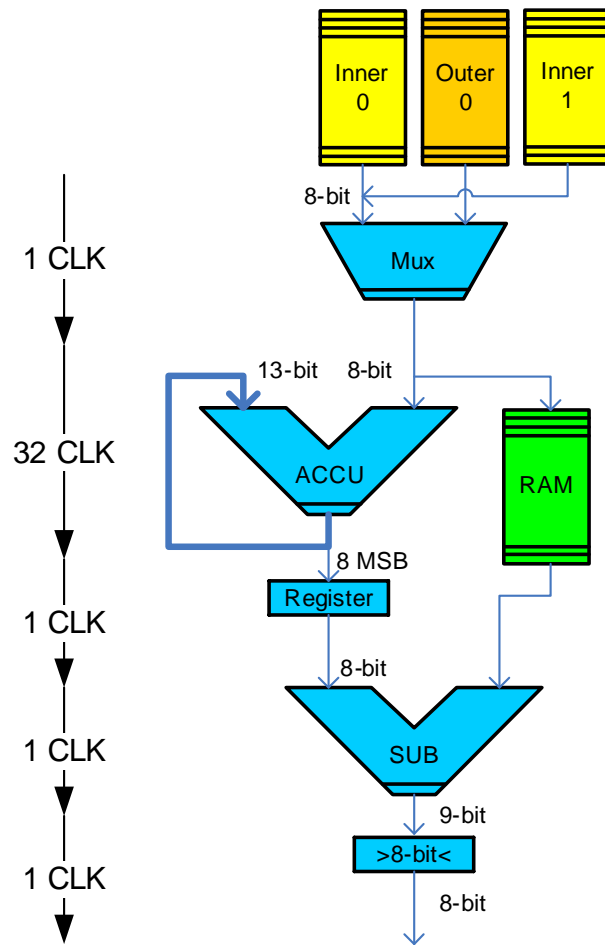 Inner
0
Outer
0
Inner
1
8-bit
1 CLK
Mux
13-bit
8-bit
32 CLK
ACCU
RAM
8 MSB
Register
1 CLK
8-bit
1 CLK
SUB
9-bit
>8-bit<
1 CLK
8-bit